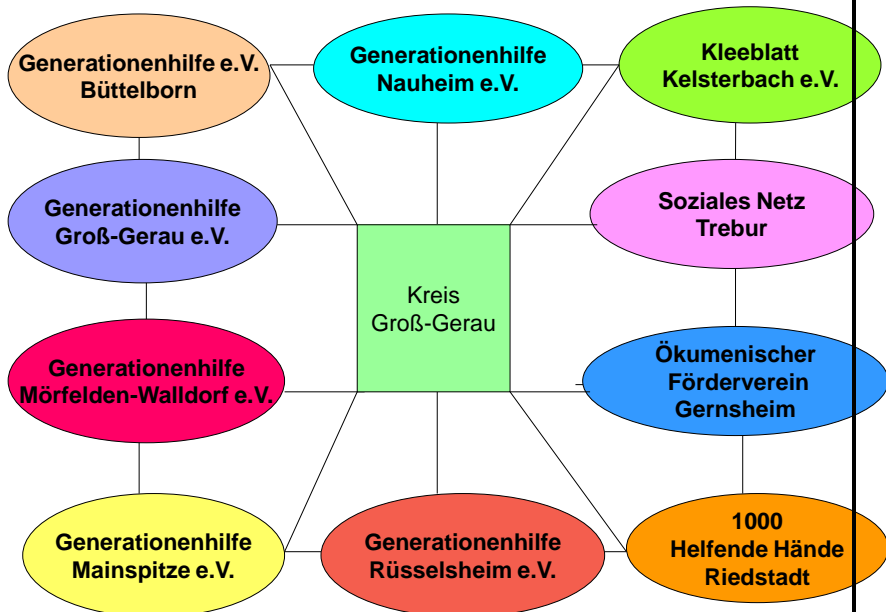 Generationenhilfe e.V.
Büttelborn
Generationenhilfe
Nauheim e.V.
Kleeblatt
Kelsterbach e.V.
Generationenhilfe
Groß-Gerau e.V.
Soziales Netz
Trebur
Kreis
Groß-Gerau
Generationenhilfe
Mörfelden-Walldorf e.V.
Ökumenischer
Förderverein
Gernsheim
Generationenhilfe
Mainspitze e.V.
Generationenhilfe
Rüsselsheim e.V.
1000
Helfende Hände
Riedstadt